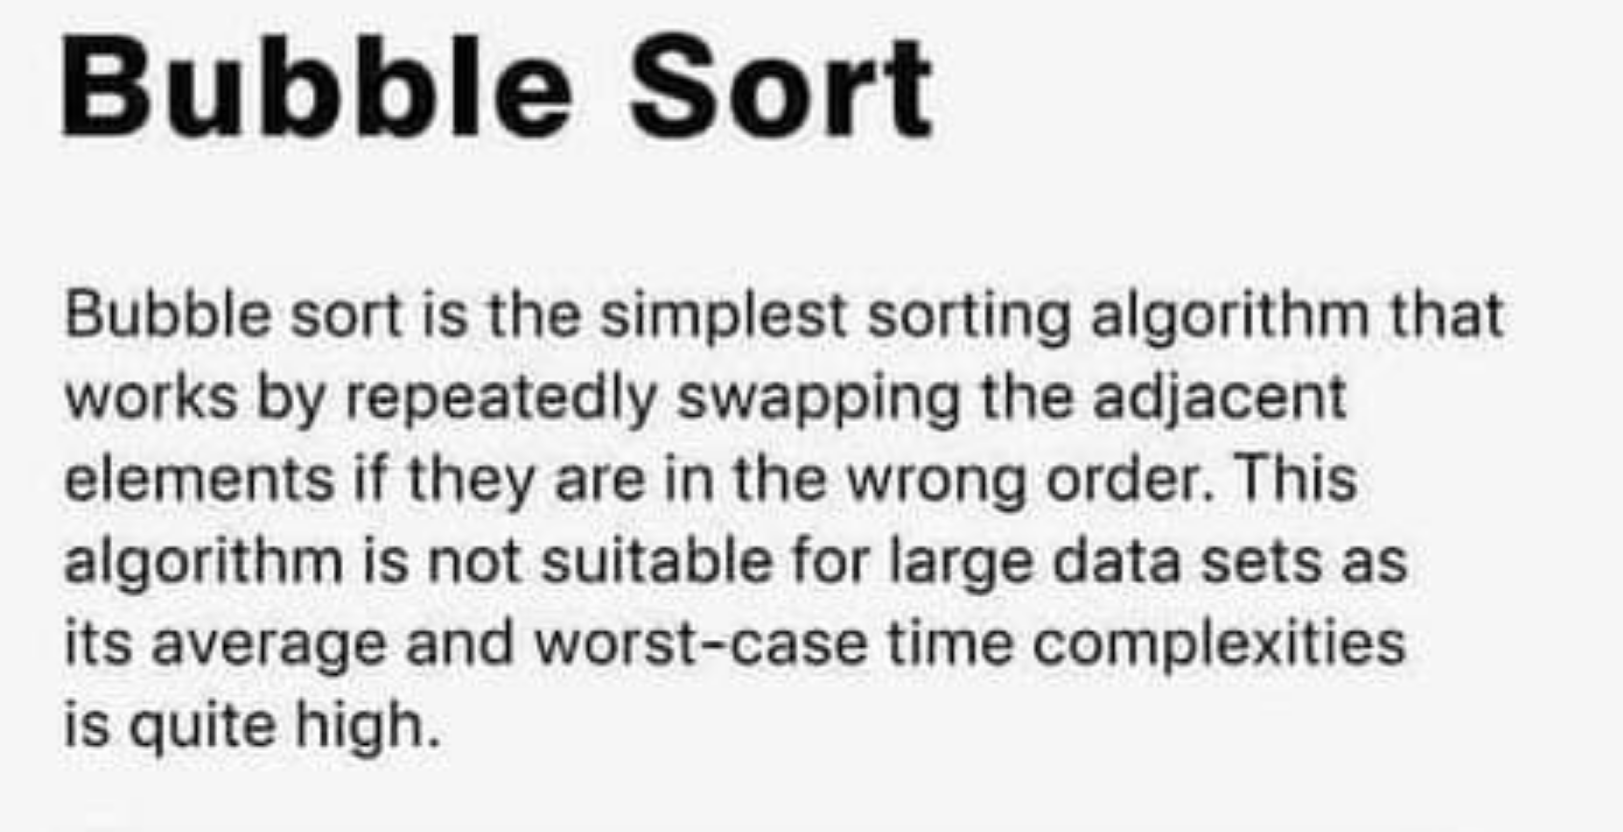 Bubble Sort
Bubble sort is the simplest sorting algorithm that
works by repeatedly swapping the adjacent
elements if they are in the wrong order. This
algorithm is not suitable for large data sets as
its average and worst-case time complexities
is quite high.